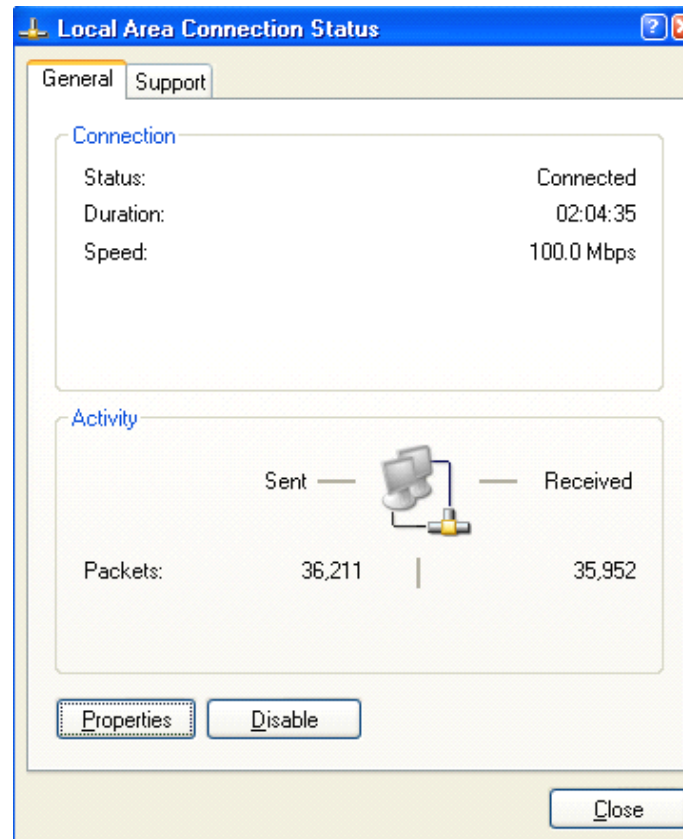 Local Area Connection Status
General Support
Connection
Status: Connected
Duration: 02:04:35
Speed: 100.0 Mbps
Activity
Sent Received
Packets: 36,211 35,952
Properties Disable
Close